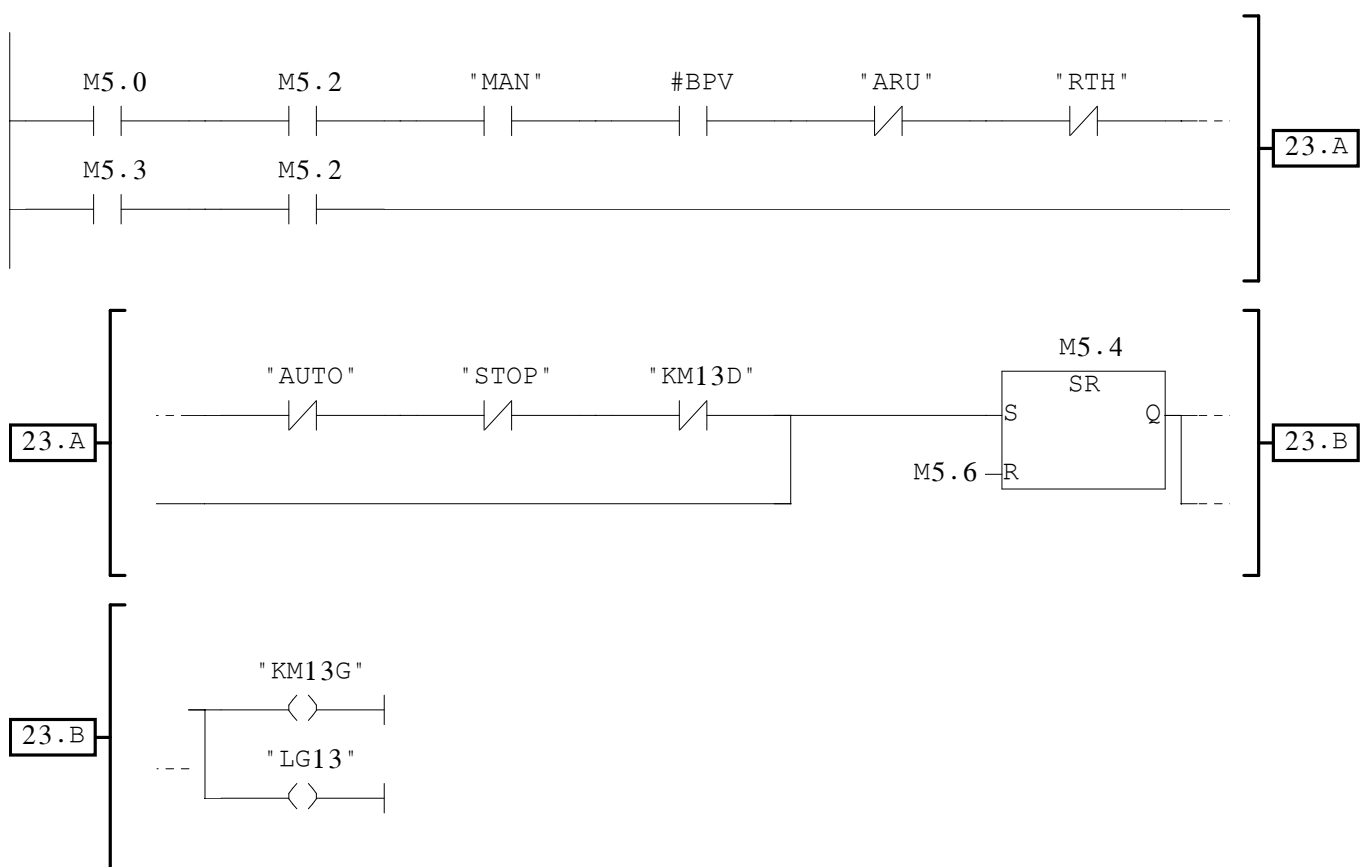 M5.0 M5.2 "MAN" #BPV "ARU" "RTH"
23.A
M5.3 M5.2
M5.4
"AUTO" "STOP" "KM13D" SR
S Q
23.A 23.B
M5.6 R
"KM13G"
23.B
"LG13"